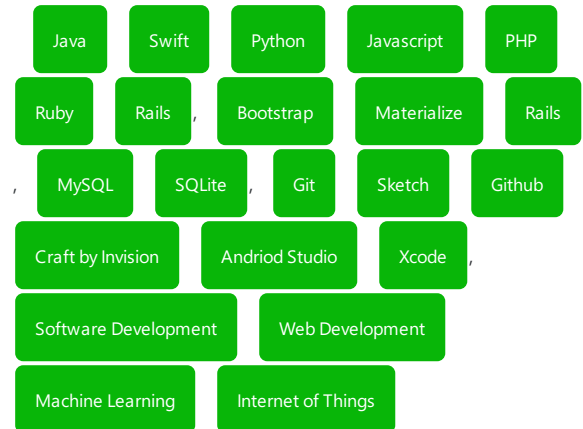 Java Swift Python Javascript PHP
Ruby Rails , Bootstrap Materialize Rails
, MySQL SQLite , Git Sketch Github
Craft by Invision Andriod Studio Xcode ,
Software Development Web Development
Machine Learning Internet of Things